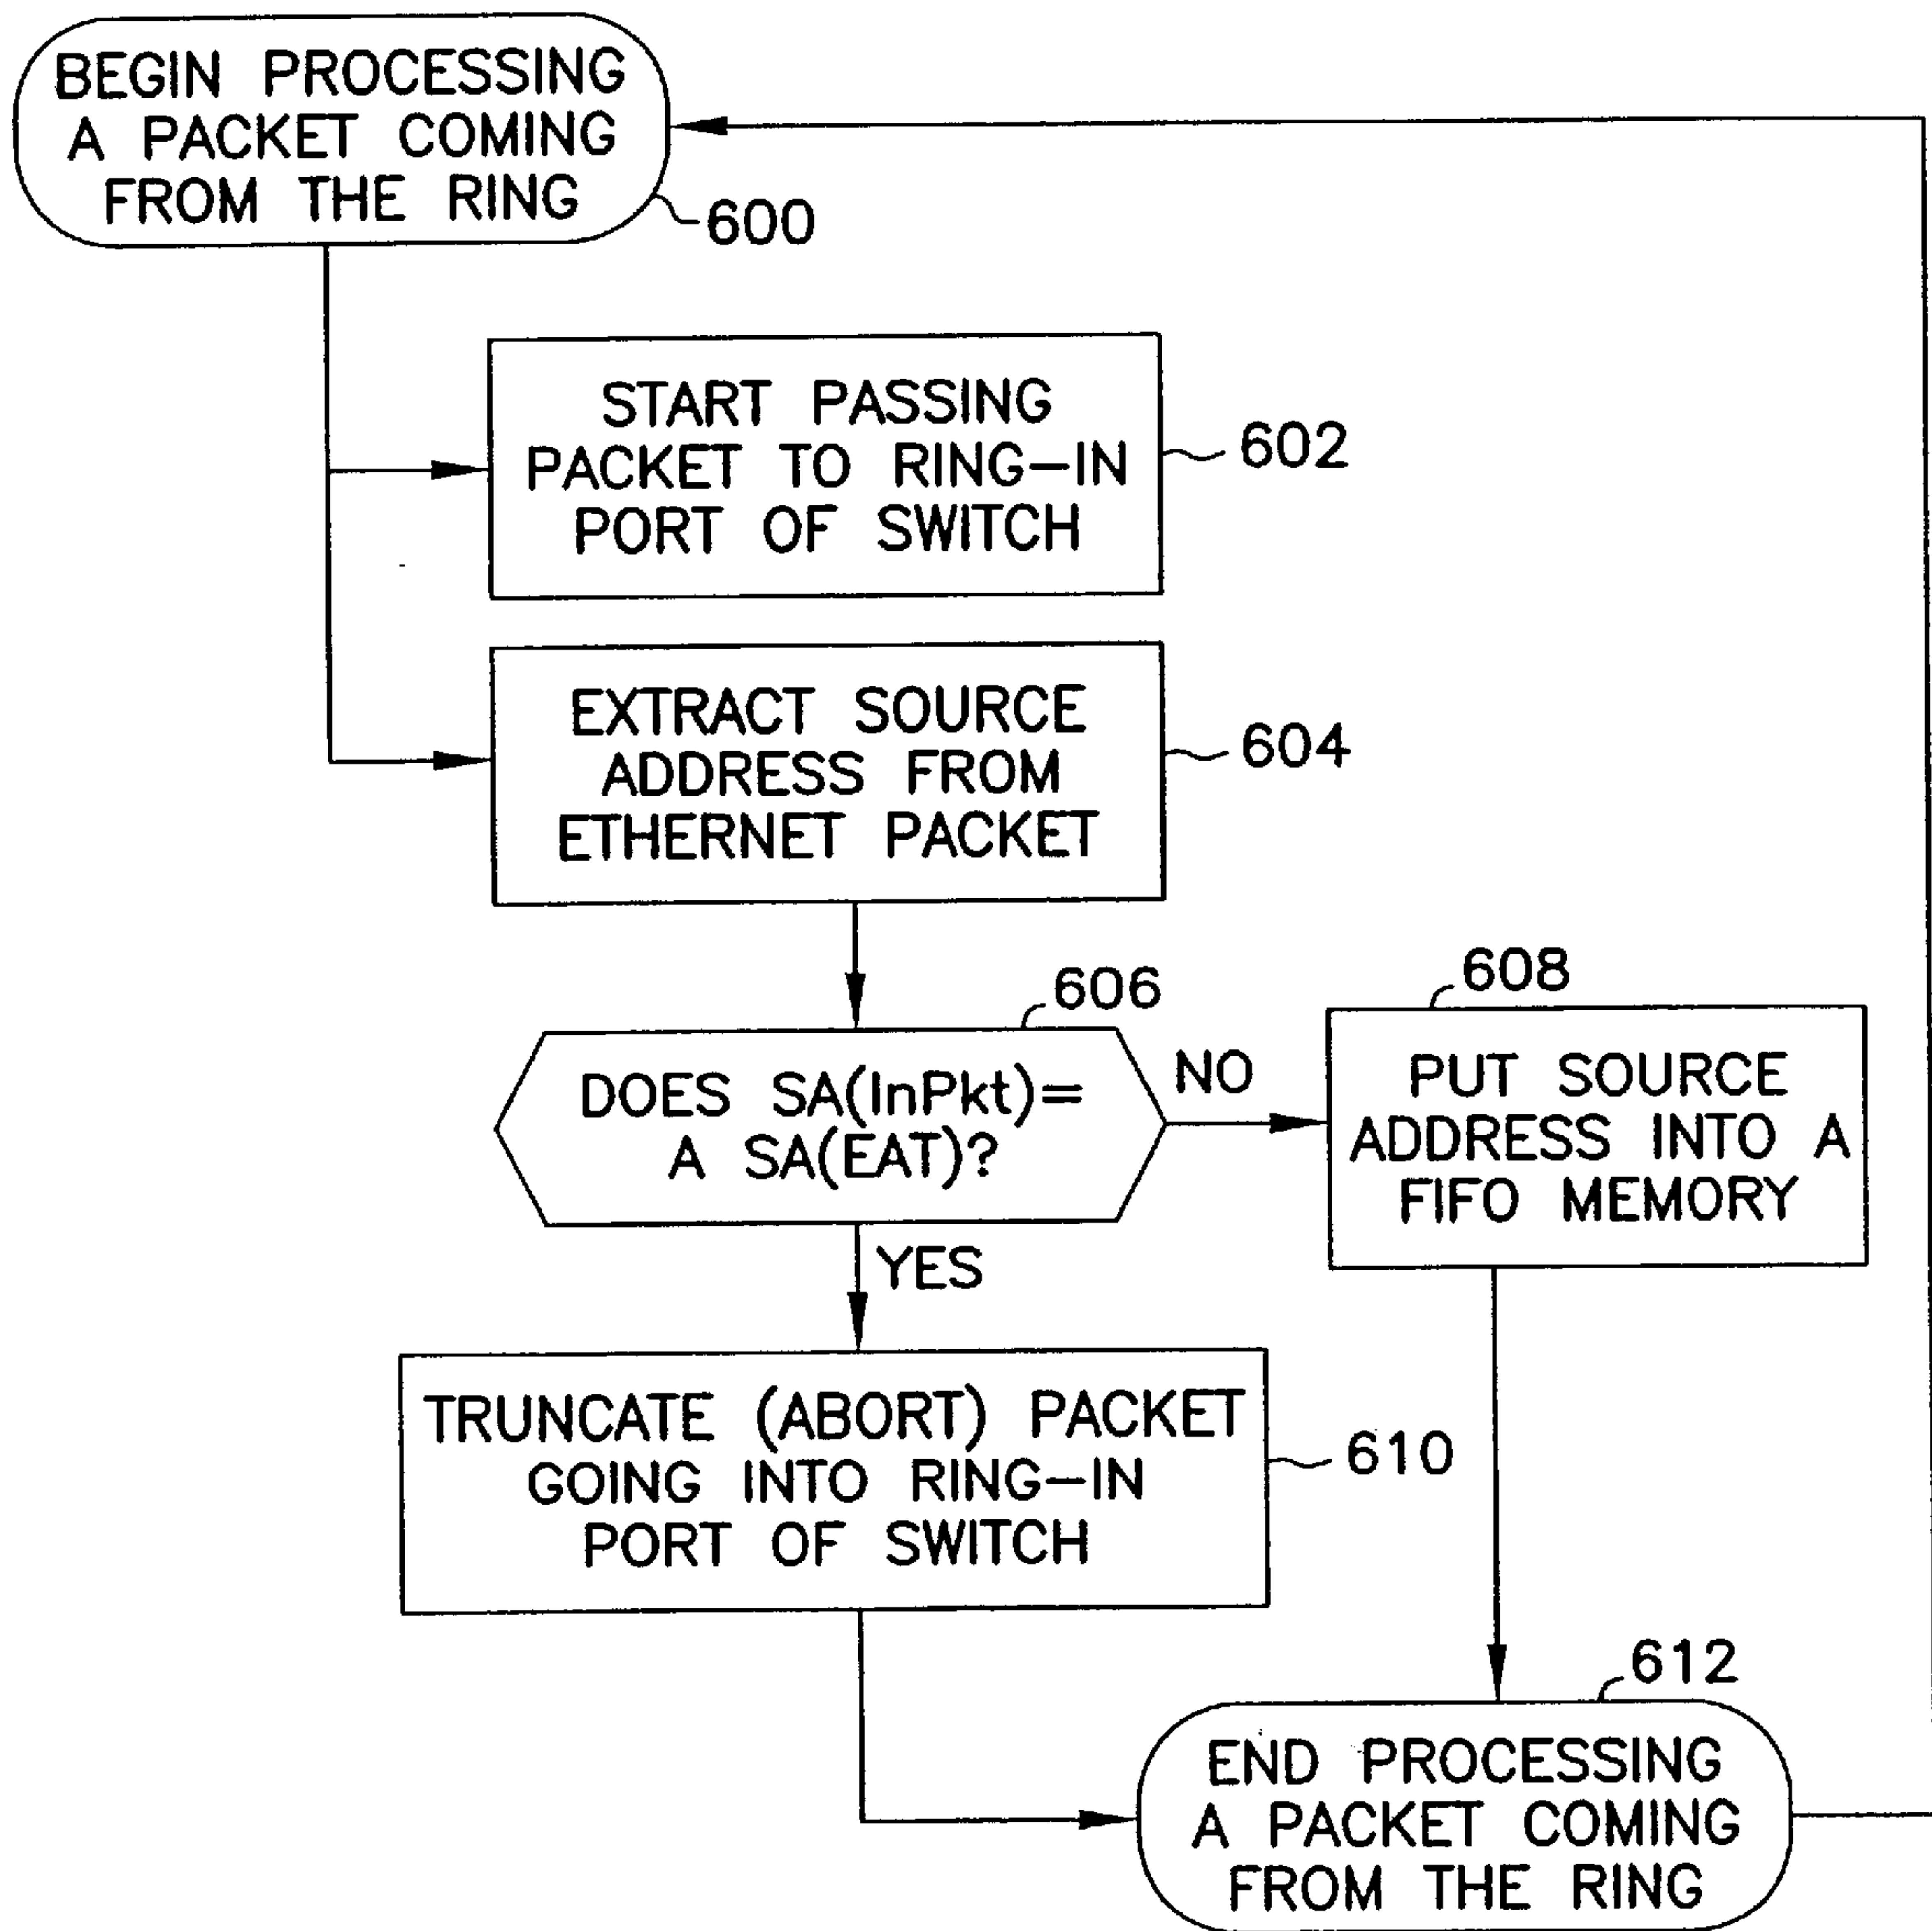 BEGIN PROCESSING
A PACKET COMING
FROM THE RING
600
START PASSING
PACKET TO RING-IN
PORT OF SWITCH
602
EXTRACT SOURCE
ADDRESS FROM
ETHERNET PACKET
604
606
DOES SA(InPkt)=
A SA(EAT)?
NO
608
PUT SOURCE
ADDRESS INTO A
FIFO MEMORY
YES
TRUNCATE (ABORT) PACKET
GOING INTO RING-IN
PORT OF SWITCH
610
612
END PROCESSING
A PACKET COMING
FROM THE RING